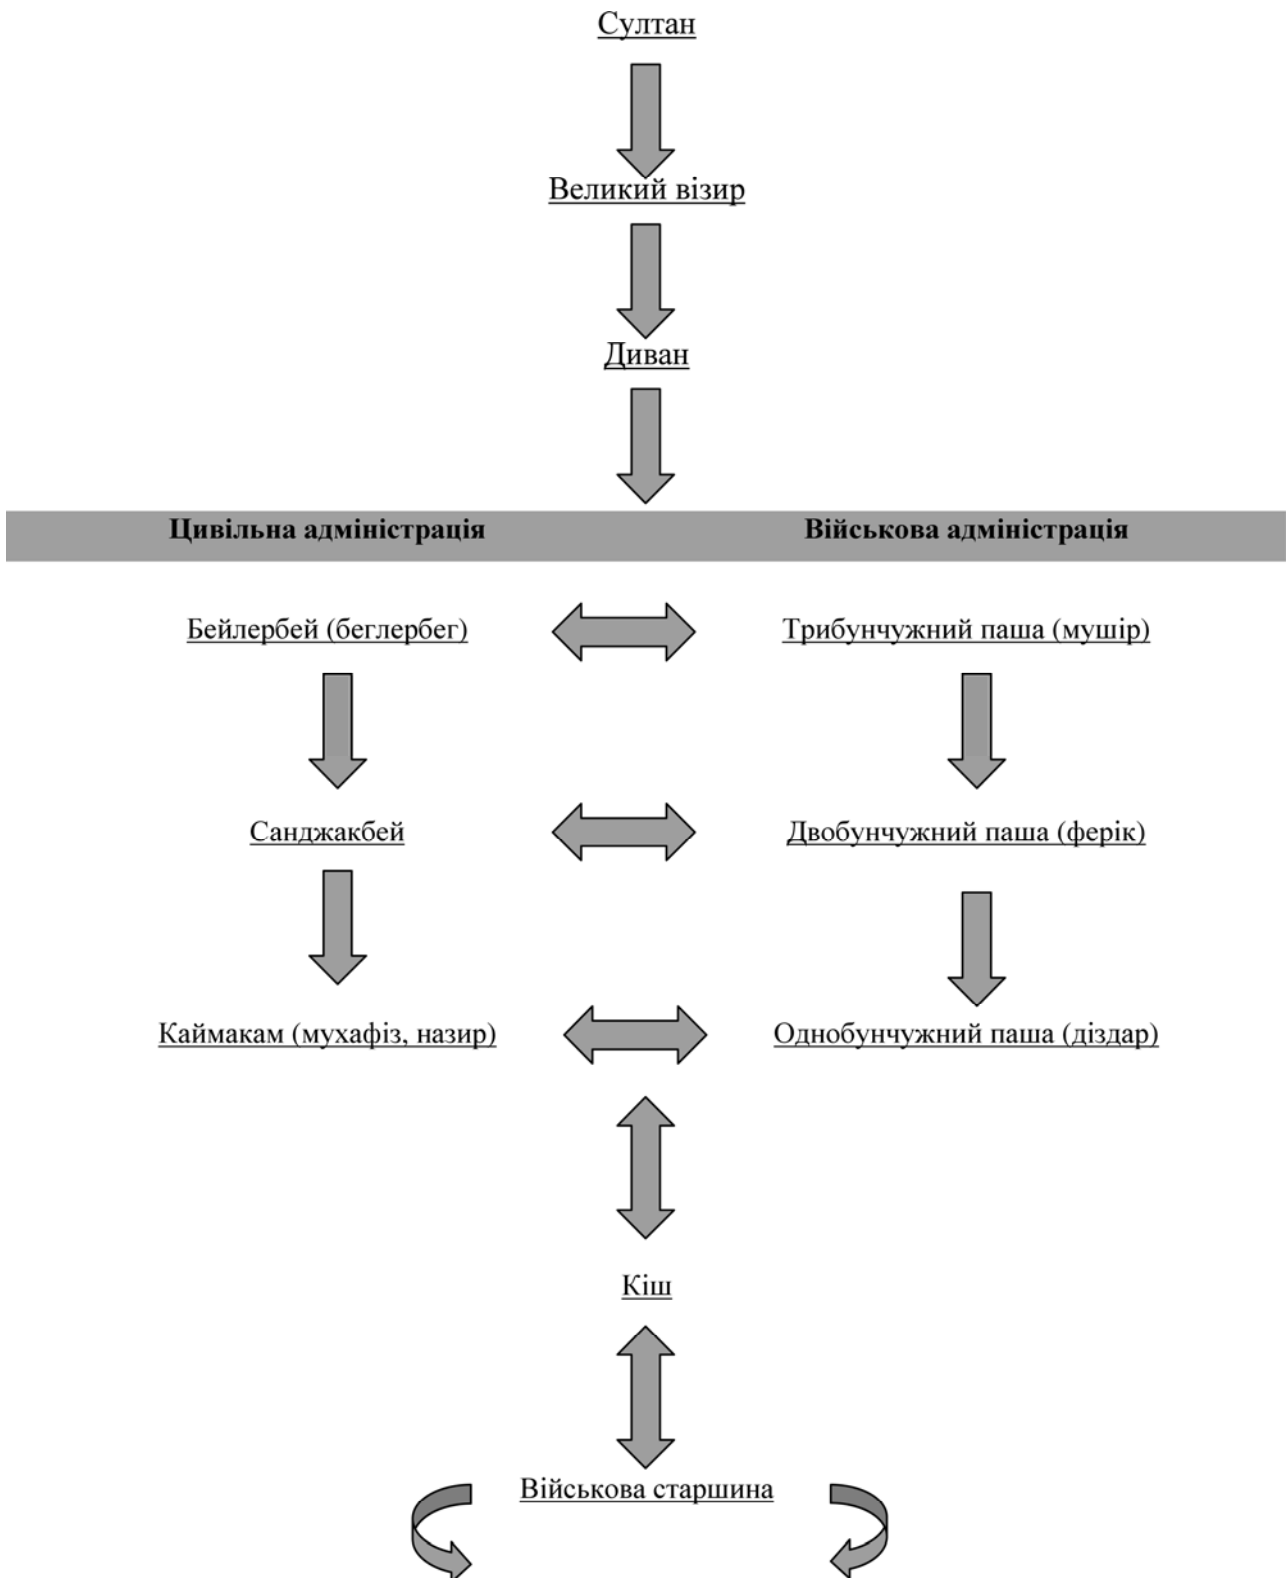 Султан
Великий візир
Диван
Цивільна адміністрація
Військова адміністрація
Бейлербей (беглербег)
Трибунчужний паша (мушір)
Санджакбей
Двобунчужний паша (ферік)
Каймакам (мухафіз, назир)
Однобунчужний паша (діздар)
Кіш
Військова старшина